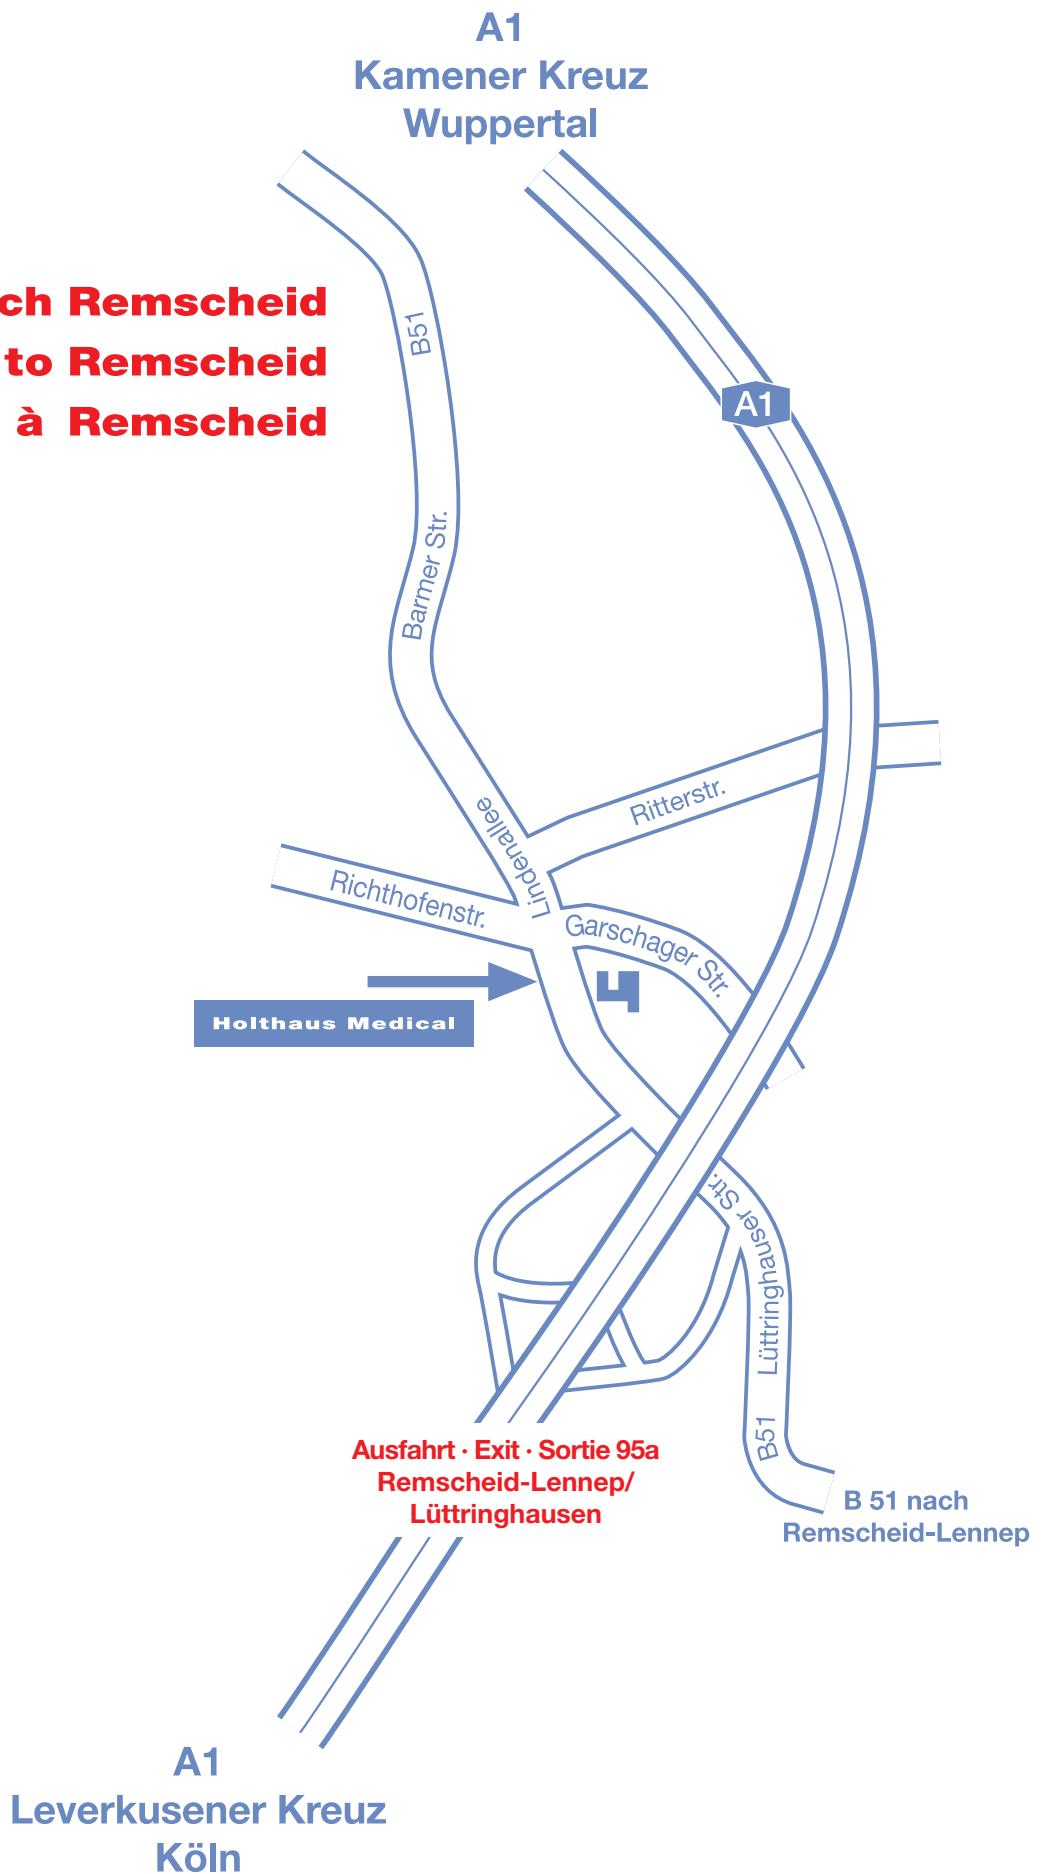 A1
Kamener Kreuz
Wuppertal
ch Remscheid
to Remscheid
à Remscheid
B51
A1
Barmer Str.
Lindenallee
Ritterstr.
Richthofenstr.
Garschager Str.
Holthaus Medical
Lüttringhauser Str.
B51
Ausfahrt · Exit · Sortie 95a
Remscheid-Lennep/
Lüttringhausen
B 51 nach
Remscheid-Lennep
A1
Leverkusener Kreuz
Köln